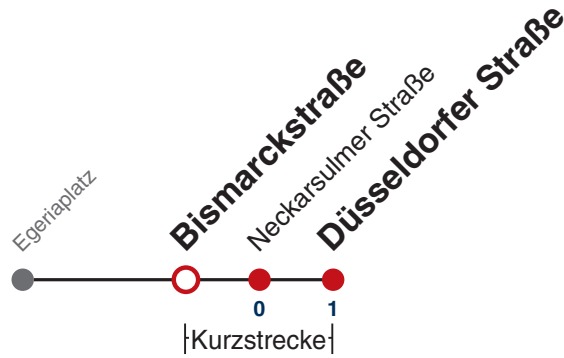 Egeriaplatz
Bismarckstraße
Neckarsulmer Straße
Düsseldorfer Straße
0
1
Kurzstrecke